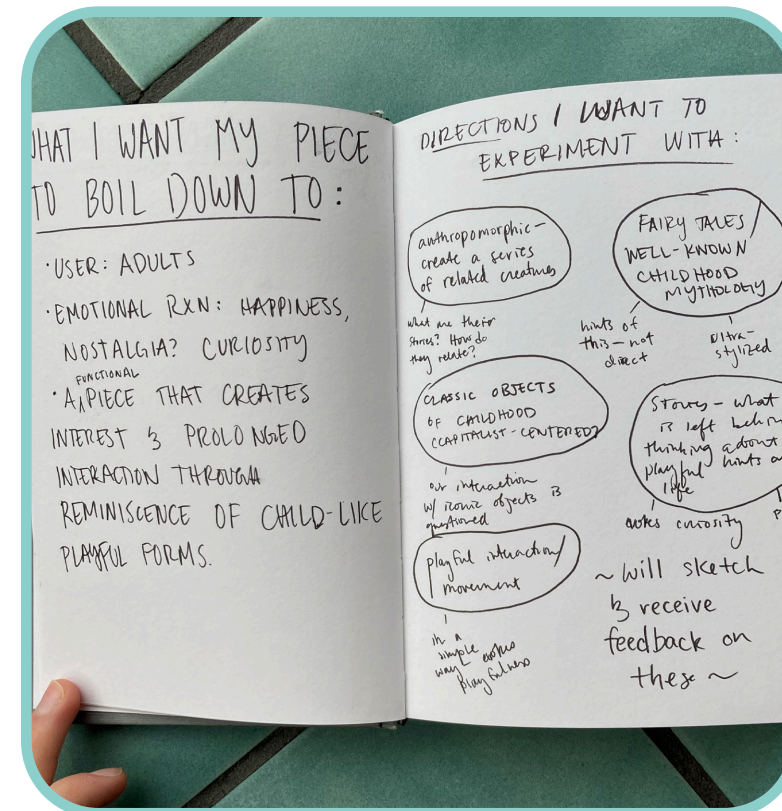 WHAT I WANT MY PIECE
TO BOIL DOWN TO:
· USER: ADULTS
· EMOTIONAL RXN: HAPPINESS,
NOSTALGIA? CURIOSITY
FUNCTIONAL
· A ^ PIECE THAT CREATES
INTEREST & PROLONGED
INTERACTION THROUGH
REMINISCENCE OF CHILD-LIKE
PLAYFUL FORMS.
DIRECTIONS I WANT TO
EXPERIMENT WITH:
anthropomorphic -
create a series
of related creatures
what are their
stories? How do
they relate?
FAIRY TALES/
WELL-KNOWN
CHILDHOOD
MYTHOLOGY
hints of
this - not
direct
ultra-
stylized
CLASSIC OBJECTS
OF CHILDHOOD
(CAPITALIST-CENTERED?
our interaction
w/ iconic objects is
questioned
Stories - what
is left
thinking about
playful hints
life
evokes curiosity
playful interaction/
movement
in a
simple
way evokes
playfulness
~ will sketch
& receive
feedback on
these ~